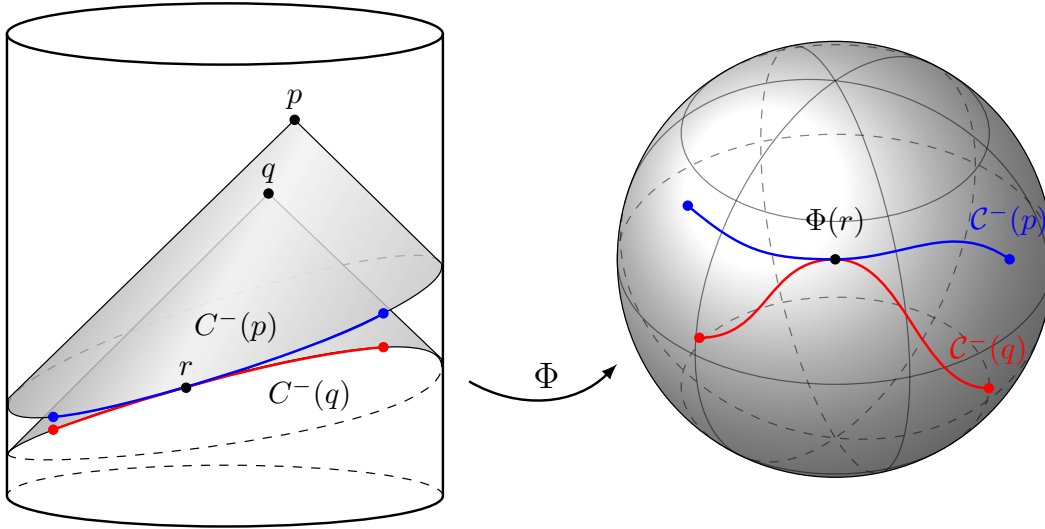 p
q
C⁻(p)
r
C⁻(q)
Φ
Φ(r)
𝒞⁻(p)
𝒞⁻(q)